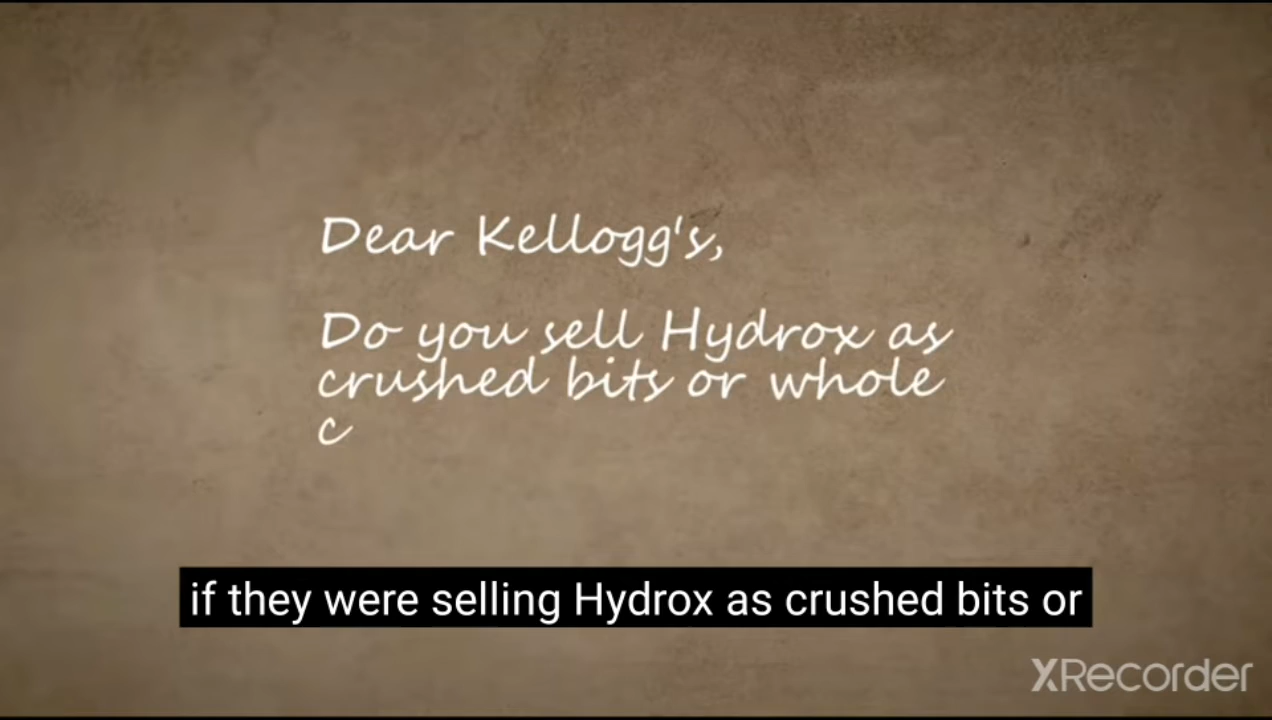 Dear Kellogg's,
Do you sell Hydrox as
crushed bits or whole
c
if they were selling Hydrox as crushed bits or
XRecorder